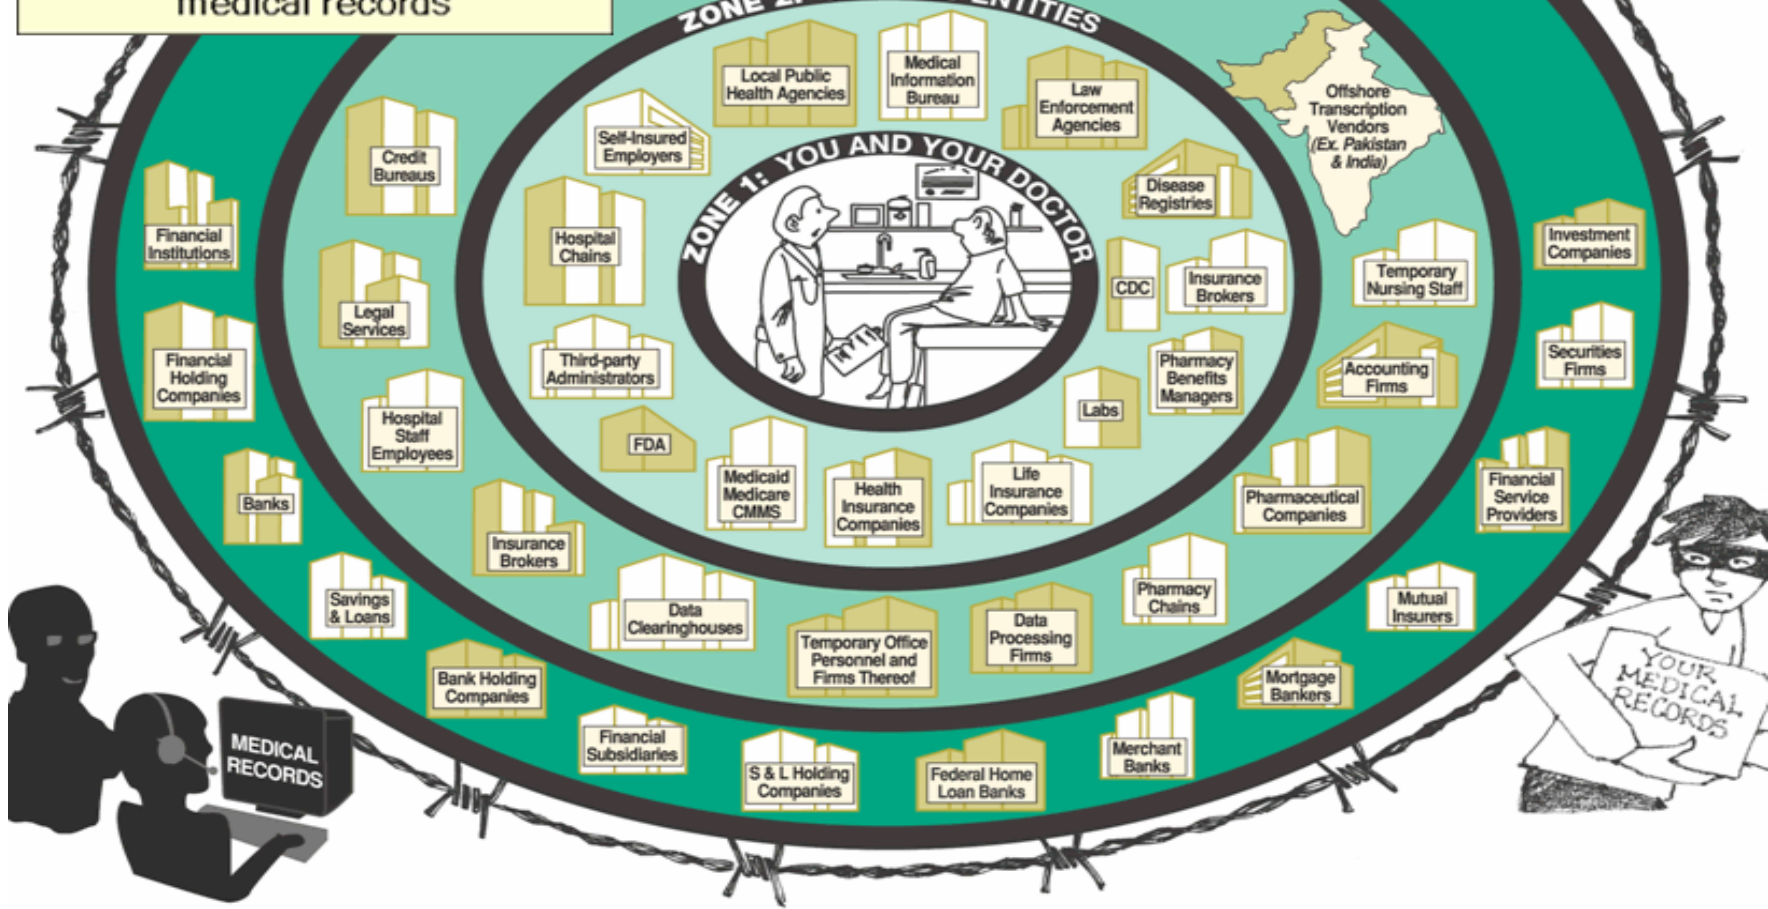 medical records
ZONE 2:
ENTITIES
Local Public
Health Agencies
Medical
Information
Bureau
Law
Enforcement
Agencies
Offshore
Transcription
Vendors
(Ex. Pakistan
& India)
Self-Insured
Employers
Credit
Bureaus
ZONE 1: YOU AND YOUR DOCTOR
Disease
Registries
Financial
Institutions
Hospital
Chains
CDC
Insurance
Brokers
Temporary
Nursing Staff
Investment
Companies
Legal
Services
Financial
Holding
Companies
Third-party
Administrators
Pharmacy
Benefits
Managers
Accounting
Firms
Securities
Firms
Hospital
Staff
Employees
FDA
Labs
Medicaid
Medicare
CMMS
Health
Insurance
Companies
Life
Insurance
Companies
Pharmaceutical
Companies
Financial
Service
Providers
Banks
Insurance
Brokers
Savings
& Loans
Data
Clearinghouses
Temporary Office
Personnel and
Firms Thereof
Data
Processing
Firms
Pharmacy
Chains
Mutual
Insurers
Bank Holding
Companies
Mortgage
Bankers
YOUR
MEDICAL
RECORDS
MEDICAL
RECORDS
Financial
Subsidiaries
S & L Holding
Companies
Federal Home
Loan Banks
Merchant
Banks